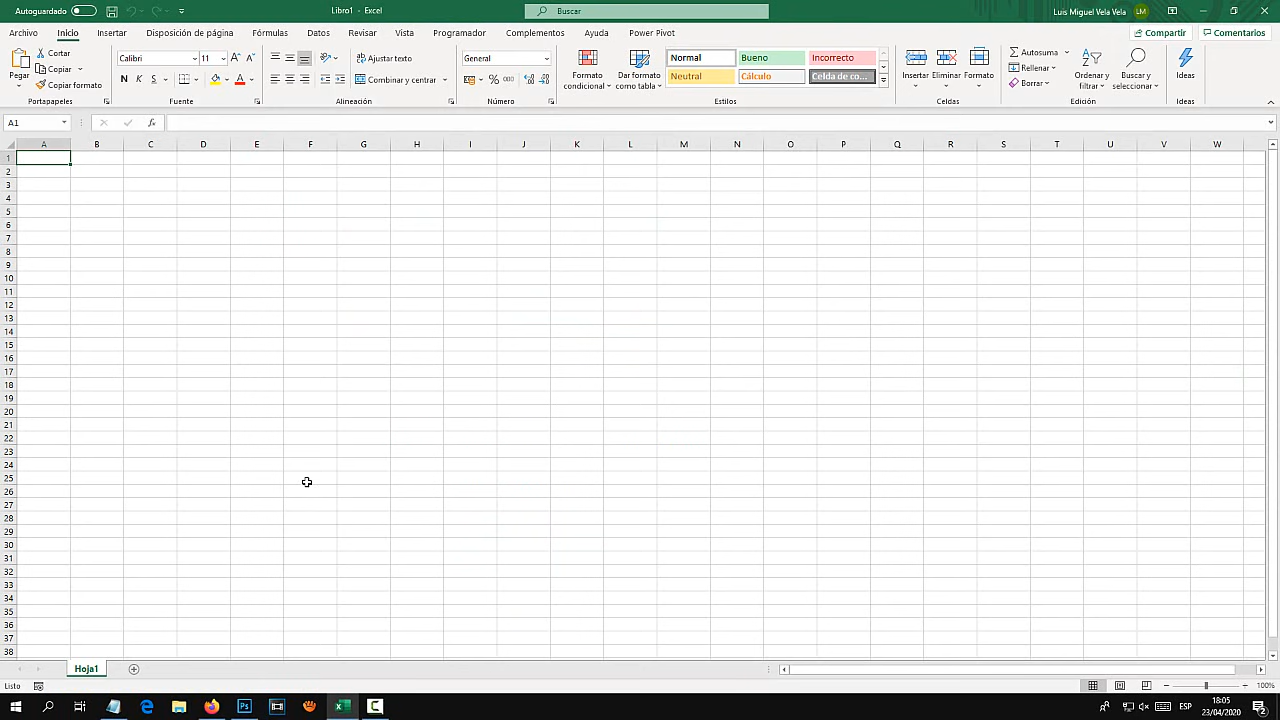 Autoguardado
Libro1 - Excel
Buscar
Luis Miguel Vela Vela
LM
Archivo Inicio Insertar Disposición de página Fórmulas Datos Revisar Vista Programador Complementos Ayuda Power Pivot
Compartir Comentarios
Pegar
Cortar
Copiar
Copiar formato
Portapapeles
Calibri 11
N K S
Fuente
Ajustar texto
Combinar y centrar
Alineación
General
% 000
Número
Formato condicional
Dar formato como tabla
Normal Bueno Incorrecto
Neutral Cálculo Celda de co...
Estilos
Insertar Eliminar Formato
Celdas
Autosuma
Rellenar
Borrar
Ordenar y filtrar
Buscar y seleccionar
Edición
Ideas
Ideas
A1
fx
A B C D E F G H I J K L M N O P Q R S T U V W
1
2
3
4
5
6
7
8
9
10
11
12
13
14
15
16
17
18
19
20
21
22
23
24
25
26
27
28
29
30
31
32
33
34
35
36
37
38
Hoja1
Listo
100%
ESP
18:05
23/04/2020